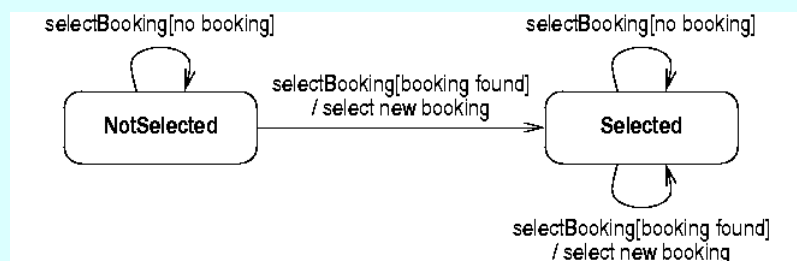 selectBooking[no booking]
selectBooking[no booking]
selectBooking[booking found]
/ select new booking
NotSelected
Selected
selectBooking[booking found]
/ select new booking